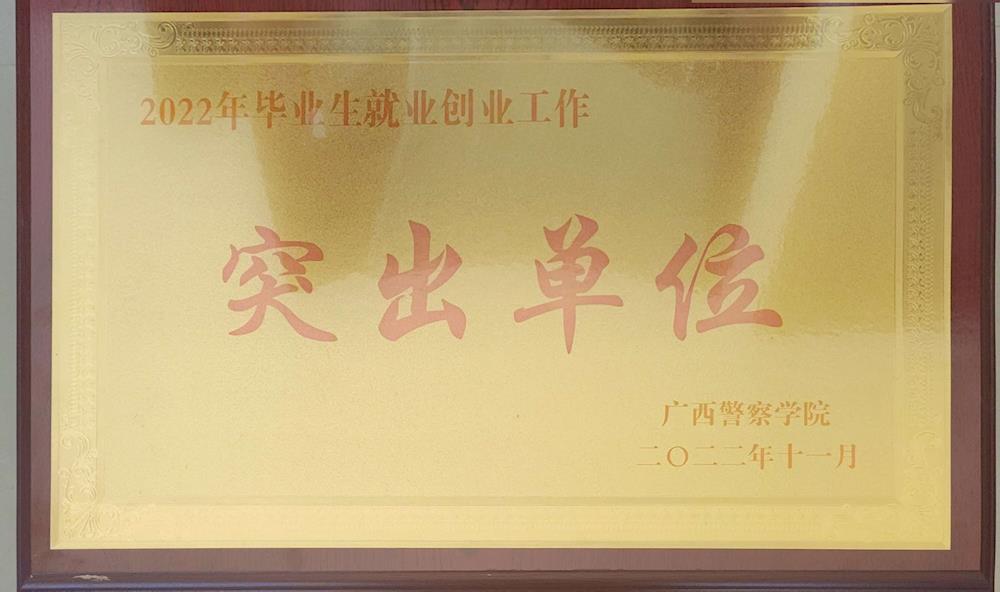 2022年毕业生就业创业工作
突出单位
广西警察学院
二〇二二年十一月